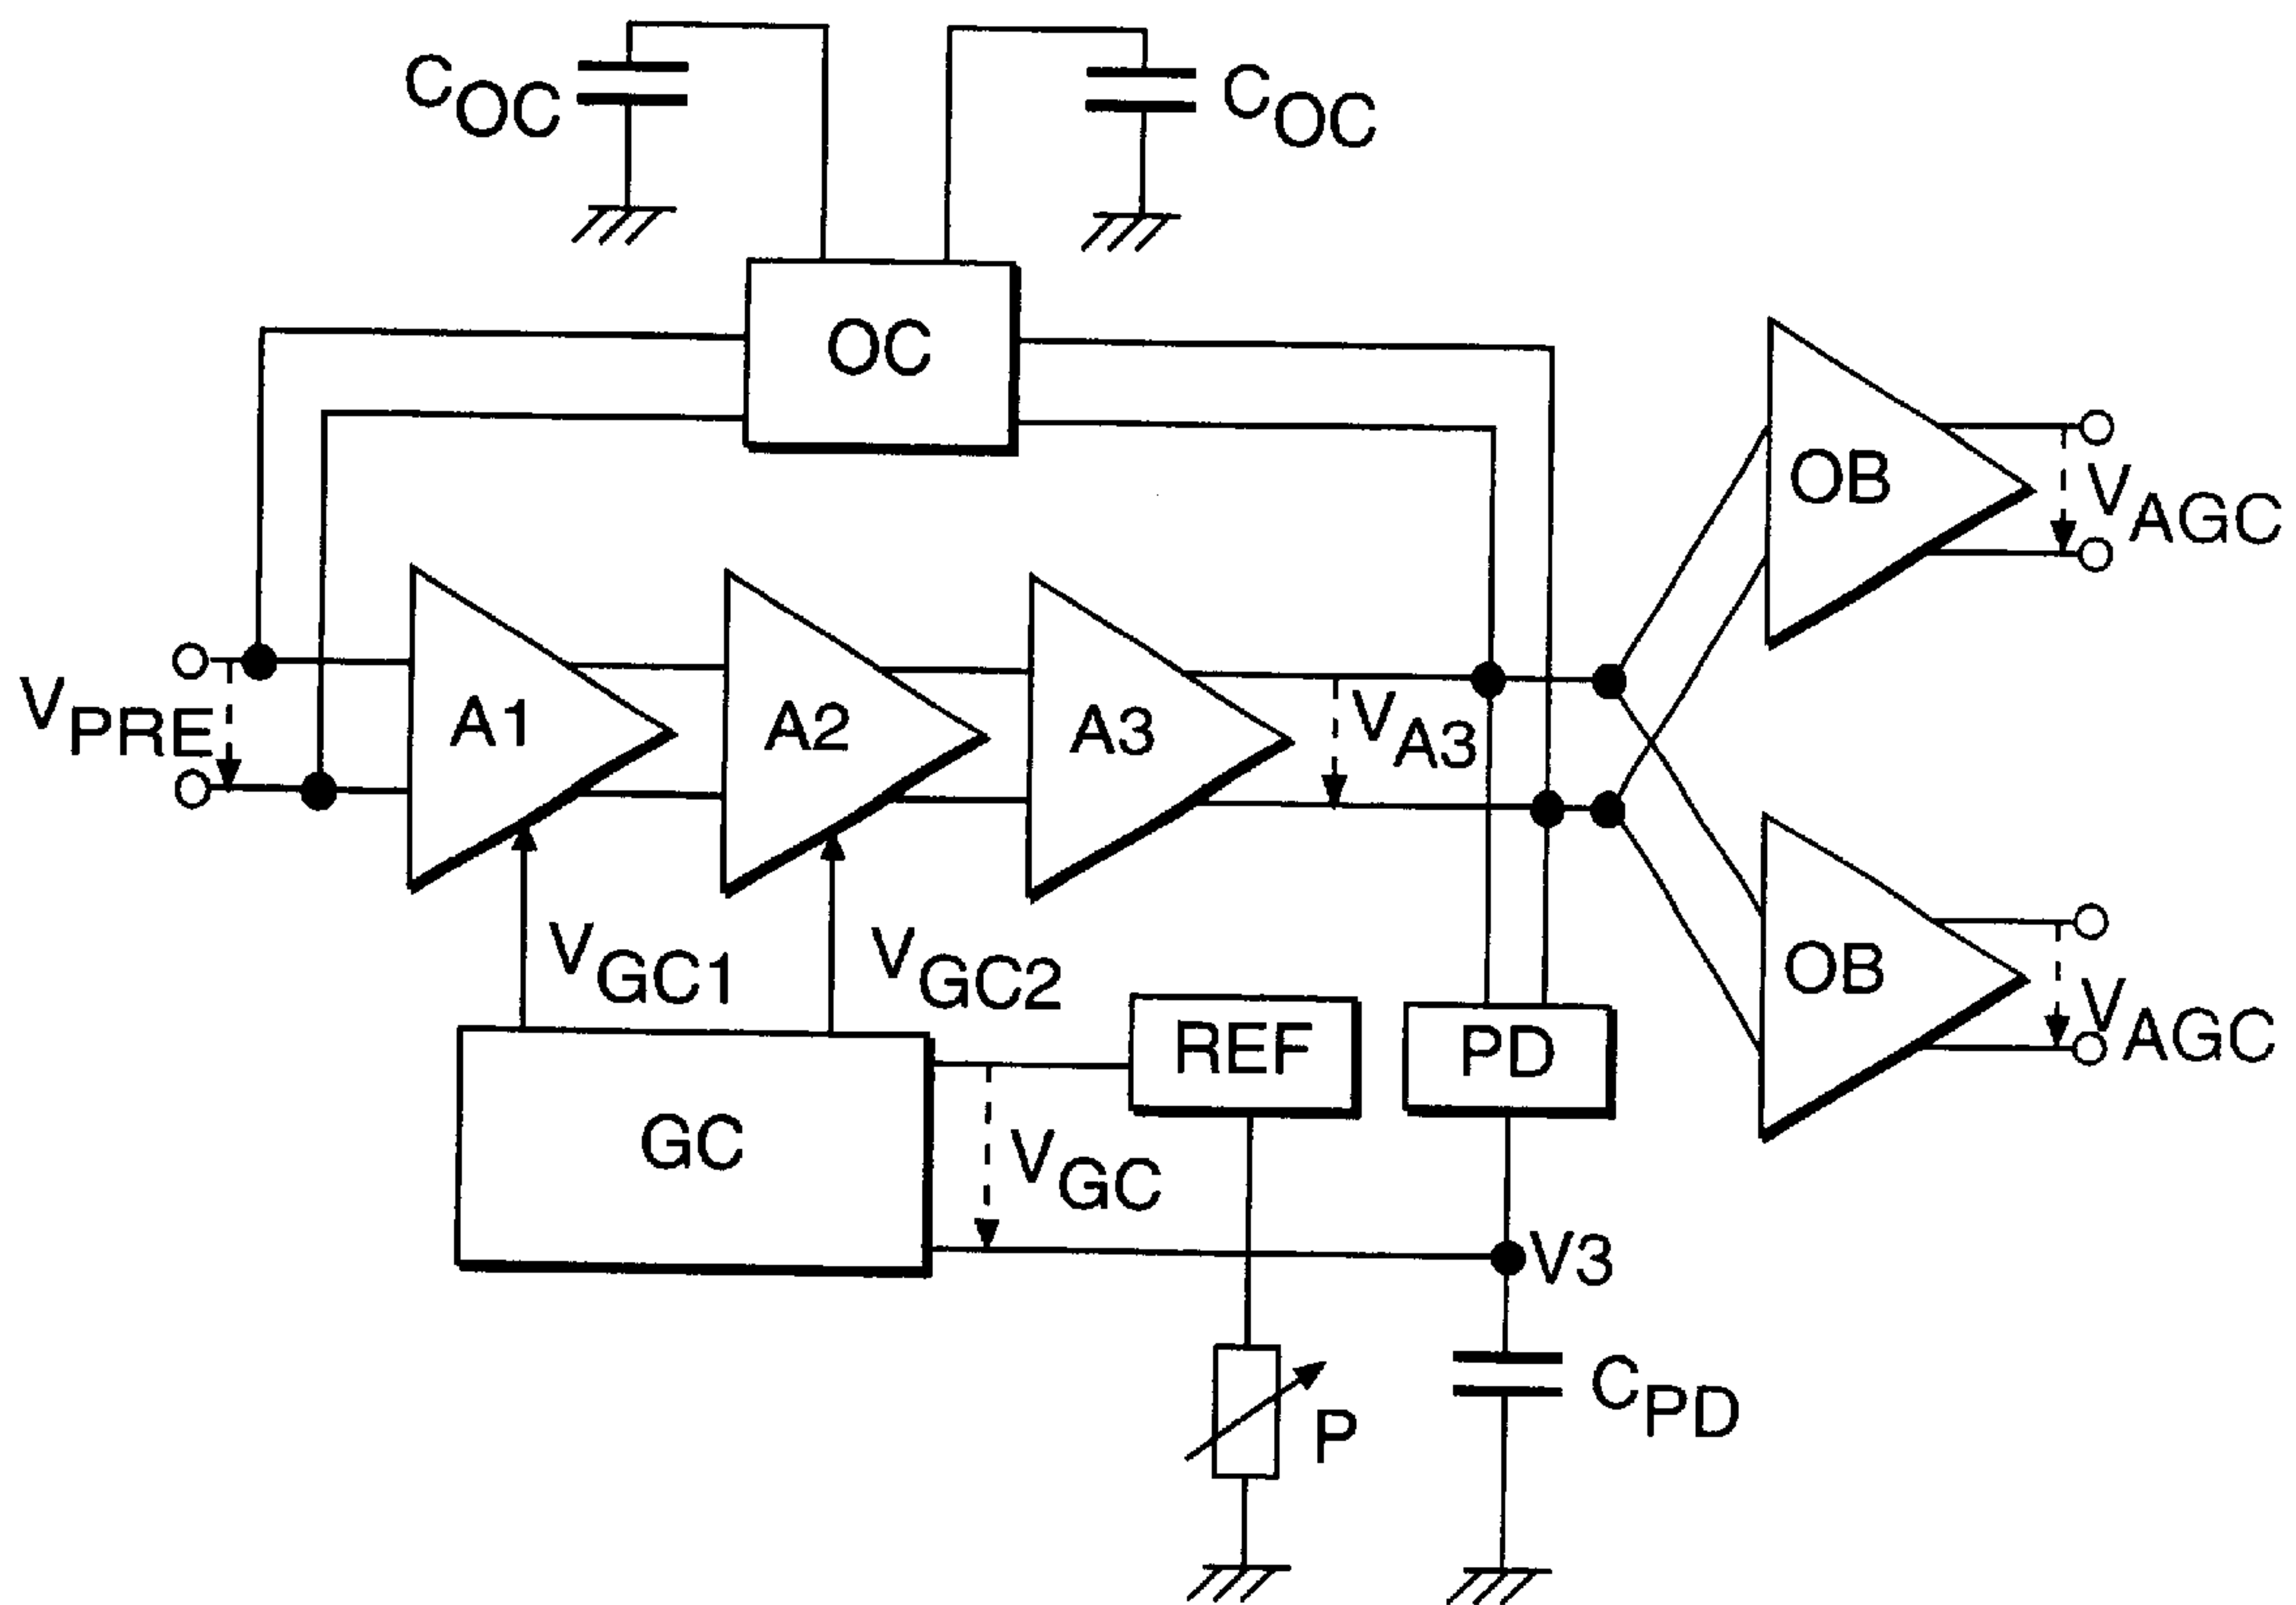 COC
COC
OC
OB
VAGC
VPRE
A1
A2
A3
VA3
VGC1
VGC2
OB
VAGC
REF
PD
GC
VGC
V3
P
CPD